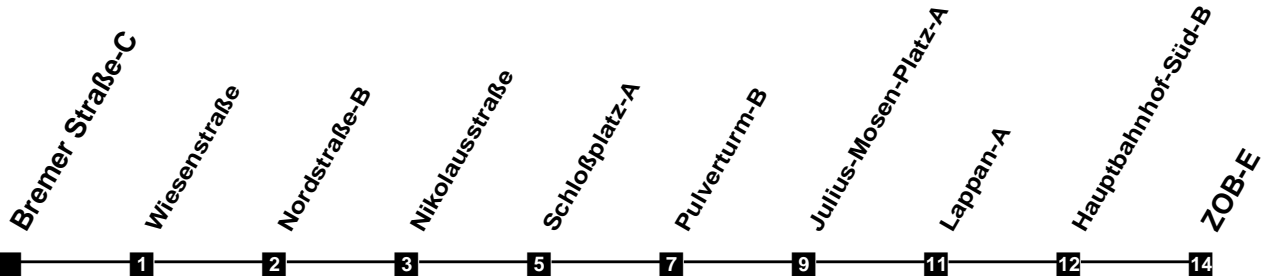 Bremer Straße-C
Wiesenstraße
Nordstraße-B
Nikolausstraße
Schloßplatz-A
Pulverturm-B
Julius-Mosen-Platz-A
Lappan-A
Hauptbahnhof-Süd-B
ZOB-E
1
2
3
5
7
9
11
12
14